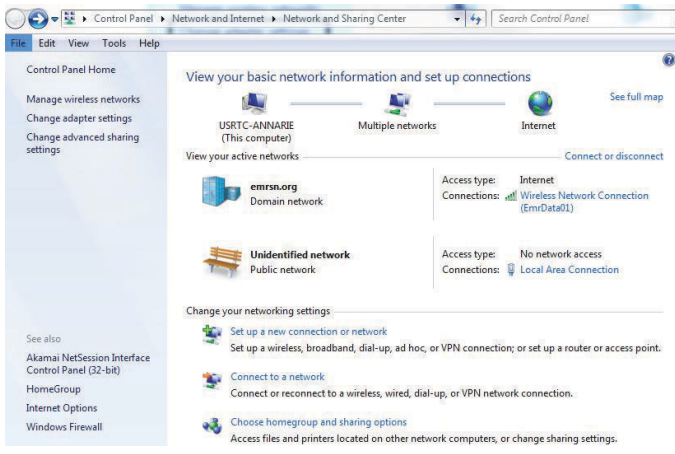 Control Panel ▸ Network and Internet ▸ Network and Sharing Center
Search Control Panel
File Edit View Tools Help
Control Panel Home
Manage wireless networks
Change adapter settings
Change advanced sharing
settings
See also
Akamai NetSession Interface
Control Panel (32-bit)
HomeGroup
Internet Options
Windows Firewall
View your basic network information and set up connections
See full map
USRTC-ANNARIE
(This computer)
Multiple networks
Internet
View your active networks
Connect or disconnect
emrsn.org
Domain network
Access type: Internet
Connections: Wireless Network Connection
(EmrData01)
Unidentified network
Public network
Access type: No network access
Connections: Local Area Connection
Change your networking settings
Set up a new connection or network
Set up a wireless, broadband, dial-up, ad hoc, or VPN connection; or set up a router or access point.
Connect to a network
Connect or reconnect to a wireless, wired, dial-up, or VPN network connection.
Choose homegroup and sharing options
Access files and printers located on other network computers, or change sharing settings.